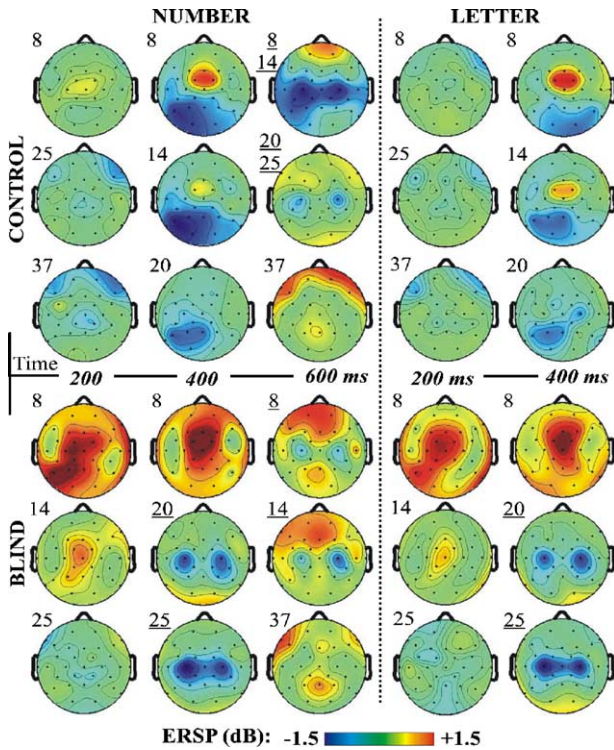 NUMBER LETTER
8 8 8 8 8
14
CONTROL
25 14 20 25 14
25
37 20 37 37 20
Time
200 400 600 ms 200 ms 400 ms
8 8 8 8 8
BLIND
14 20 14 14 20
25 25 37 25 25
ERSP (dB): -1.5 +1.5